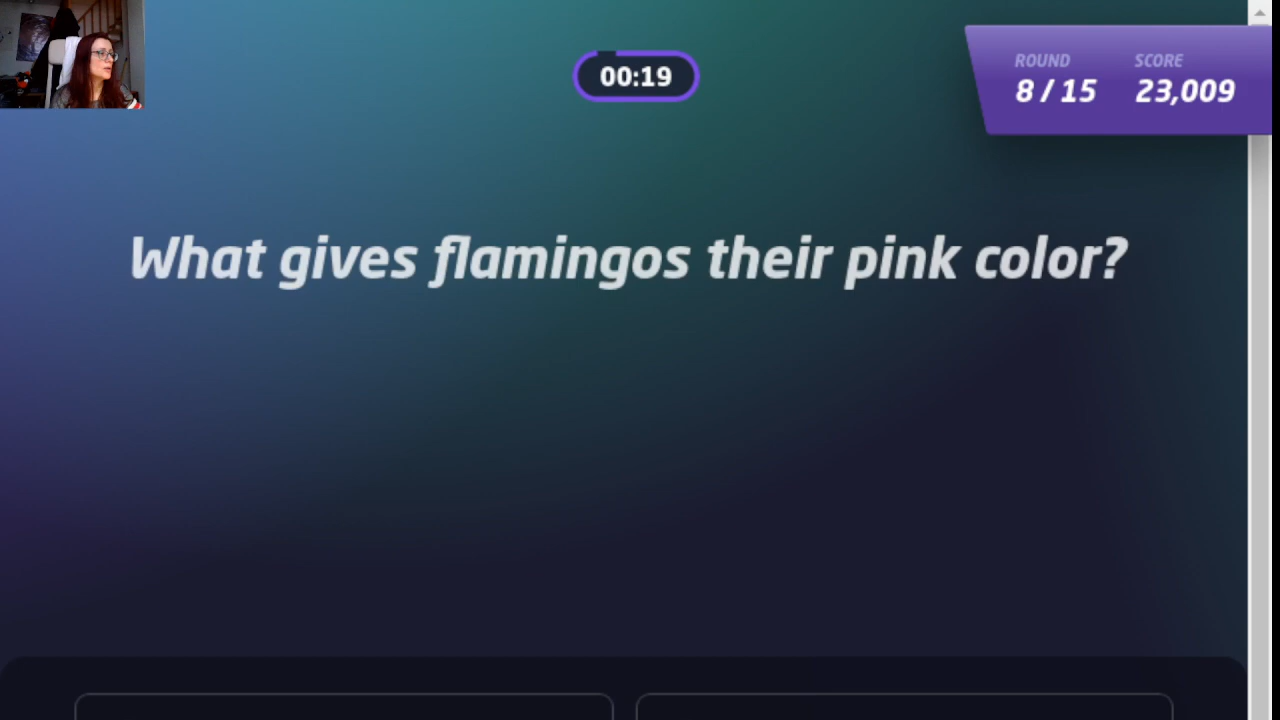 00:19
ROUND
8 / 15
SCORE
23,009
What gives flamingos their pink color?